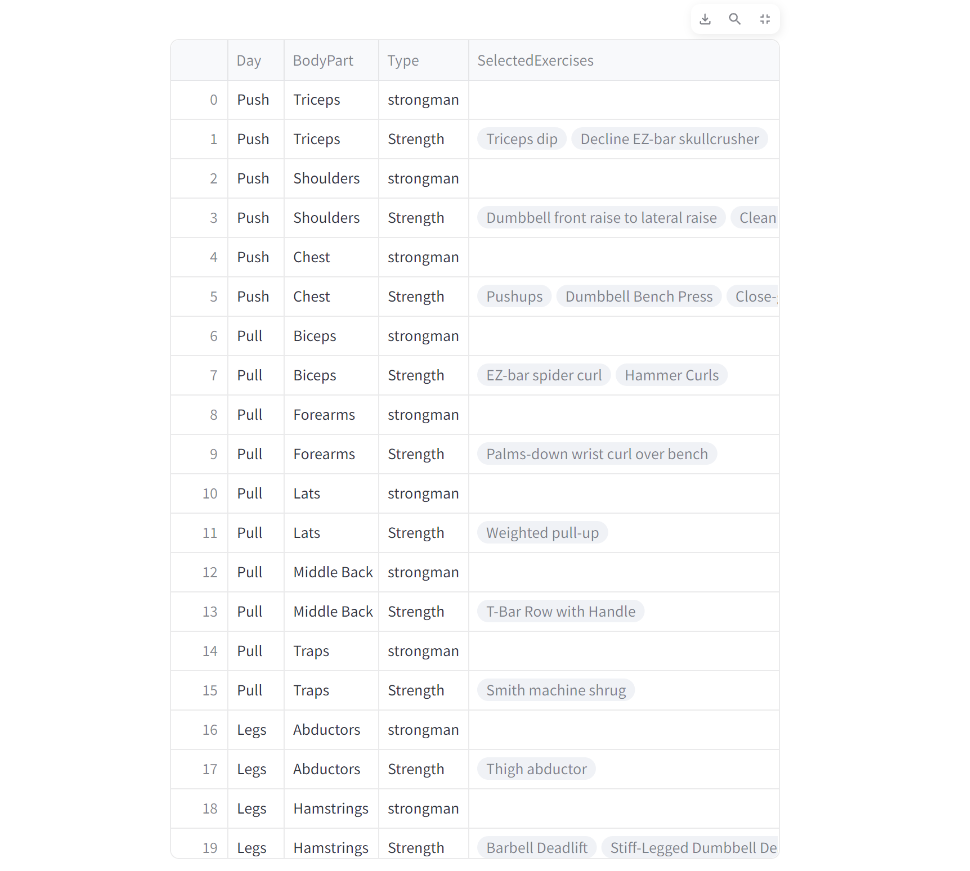 Day BodyPart Type SelectedExercises
0 Push Triceps strongman
1 Push Triceps Strength Triceps dip Decline EZ-bar skullcrusher
2 Push Shoulders strongman
3 Push Shoulders Strength Dumbbell front raise to lateral raise Clean
4 Push Chest strongman
5 Push Chest Strength Pushups Dumbbell Bench Press Close-
6 Pull Biceps strongman
7 Pull Biceps Strength EZ-bar spider curl Hammer Curls
8 Pull Forearms strongman
9 Pull Forearms Strength Palms-down wrist curl over bench
10 Pull Lats strongman
11 Pull Lats Strength Weighted pull-up
12 Pull Middle Back strongman
13 Pull Middle Back Strength T-Bar Row with Handle
14 Pull Traps strongman
15 Pull Traps Strength Smith machine shrug
16 Legs Abductors strongman
17 Legs Abductors Strength Thigh abductor
18 Legs Hamstrings strongman
19 Legs Hamstrings Strength Barbell Deadlift Stiff-Legged Dumbbell De